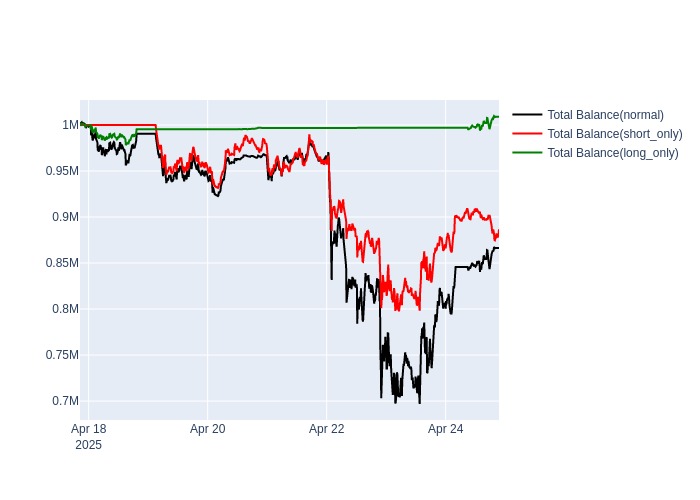 1M
0.95M
0.9M
0.85M
0.8M
0.75M
0.7M
Apr 18
2025
Apr 20
Apr 22
Apr 24
Total Balance(normal)
Total Balance(short_only)
Total Balance(long_only)